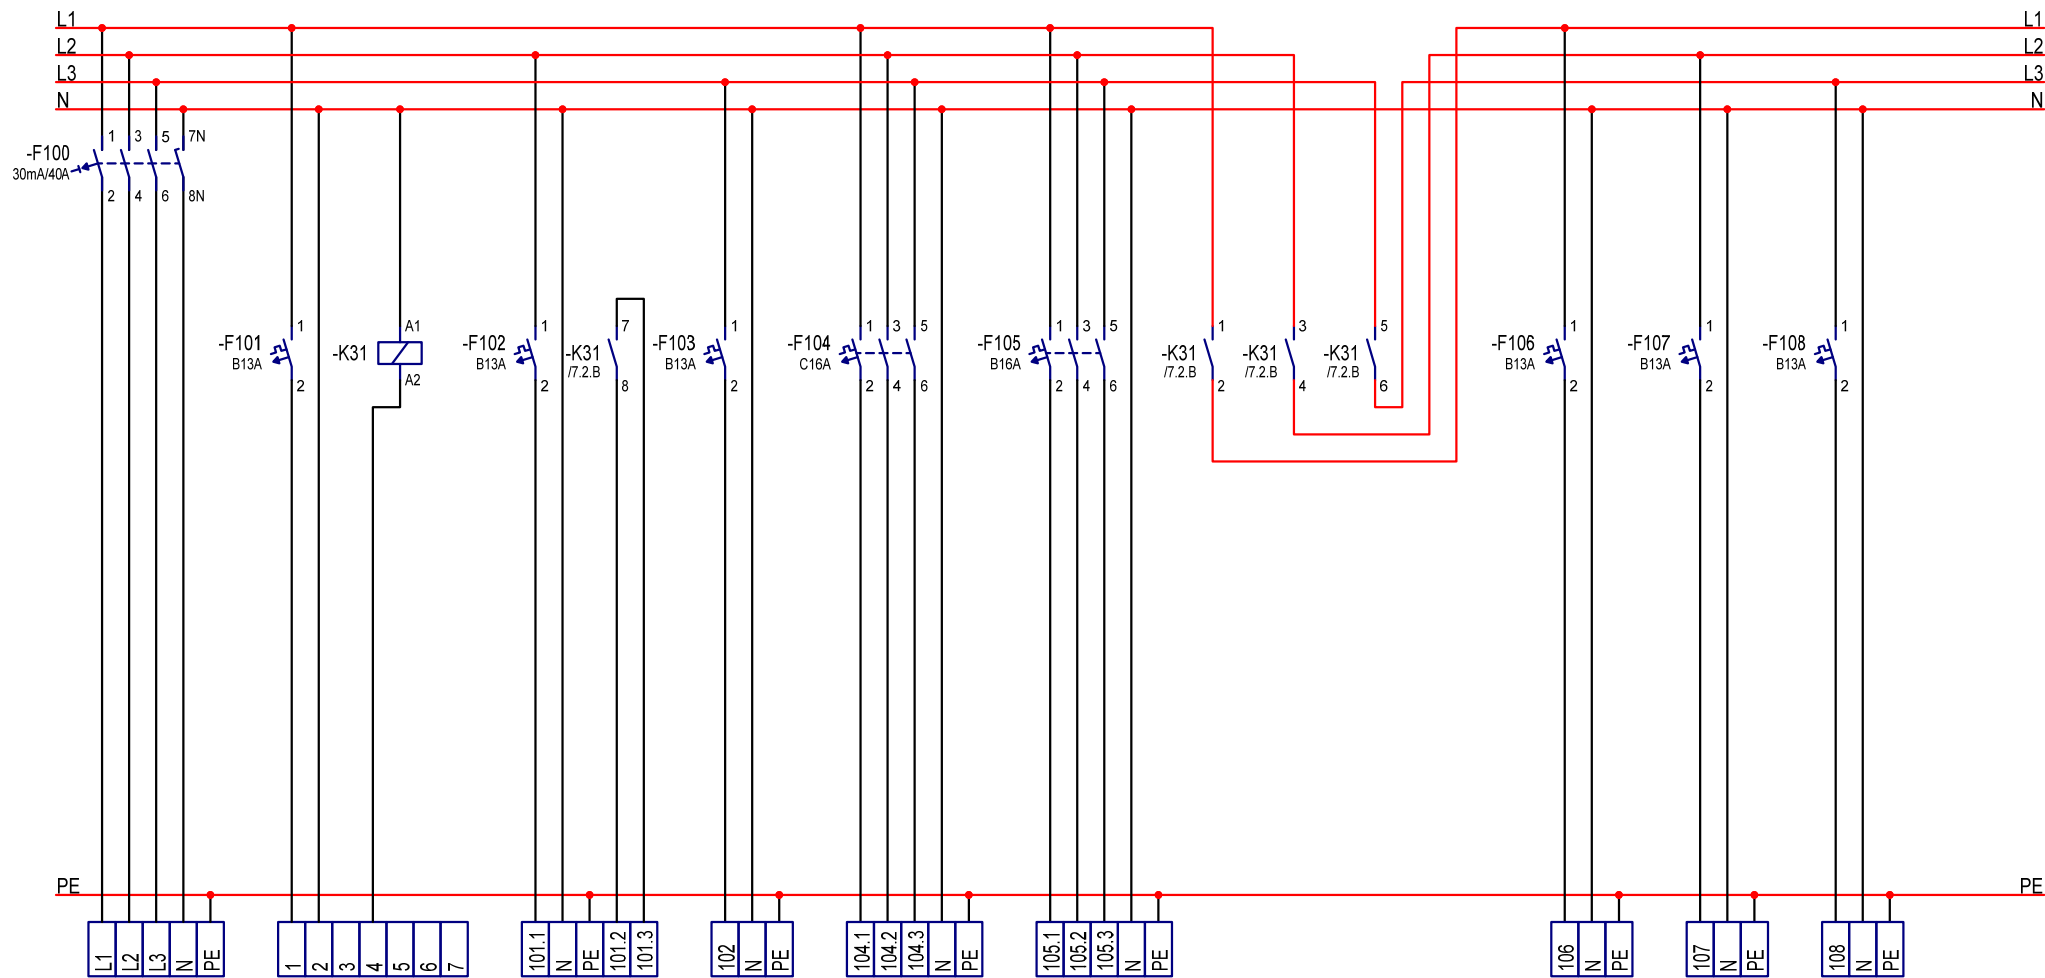 L1 L1
L2 L2
L3 L3
N N
1 3 5 7N
-F100
30mA/40A
2 4 6 8N
1 A1 1 7 1 1 3 5 1 3 5 1 3 5 1 1 1
-F101 -K31 -F102 -K31 -F103 -F104 -F105 -K31 -K31 -K31 -F106 -F107 -F108
B13A B13A /7.2.B B13A C16A B16A /7.2.B /7.2.B /7.2.B B13A B13A B13A
2 A2 2 8 2 2 4 6 2 4 6 2 4 6 2 2 2
PE PE
L1 L2 L3 N PE 1 2 3 4 5 6 7 101.1 N PE 101.2 101.3 102 N PE 104.1 104.2 104.3 N PE 105.1 105.2 105.3 N PE 106 N PE 107 N PE 108 N PE